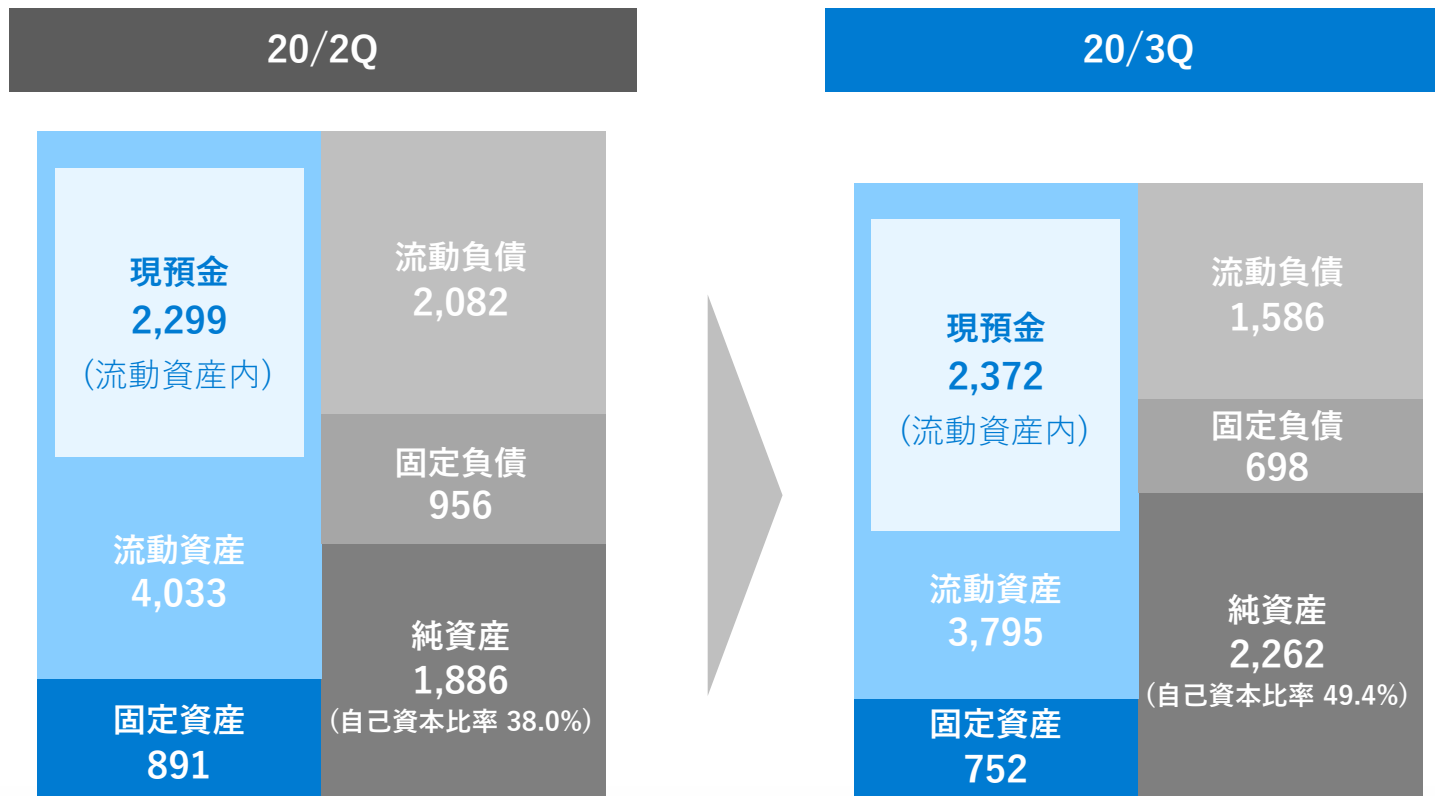 20/2Q
現預金
2,299
(流動資産内)
流動資産
4,033
固定資産
891
流動負債
2,082
固定負債
956
純資産
1,886
(自己資本比率 38.0%)
20/3Q
現預金
2,372
(流動資産内)
流動資産
3,795
固定資産
752
流動負債
1,586
固定負債
698
純資産
2,262
(自己資本比率 49.4%)